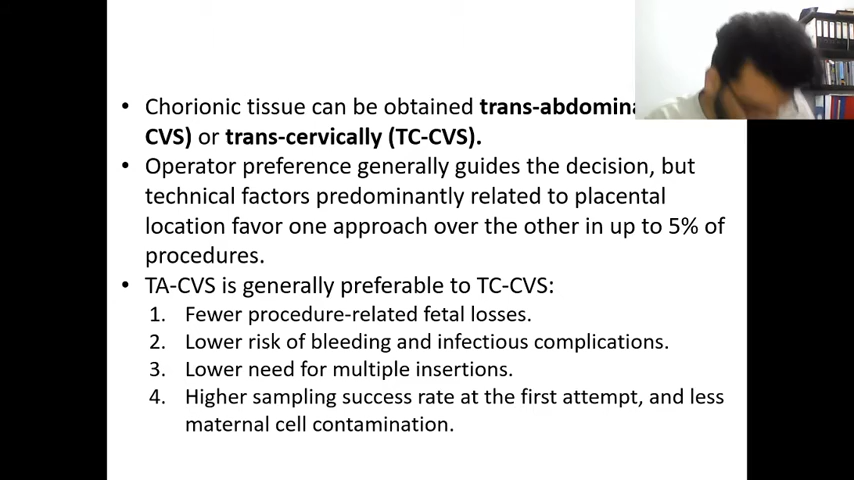 • Chorionic tissue can be obtained trans-abdomina
CVS) or trans-cervically (TC-CVS).
• Operator preference generally guides the decision, but
technical factors predominantly related to placental
location favor one approach over the other in up to 5% of
procedures.
• TA-CVS is generally preferable to TC-CVS:
1. Fewer procedure-related fetal losses.
2. Lower risk of bleeding and infectious complications.
3. Lower need for multiple insertions.
4. Higher sampling success rate at the first attempt, and less
maternal cell contamination.